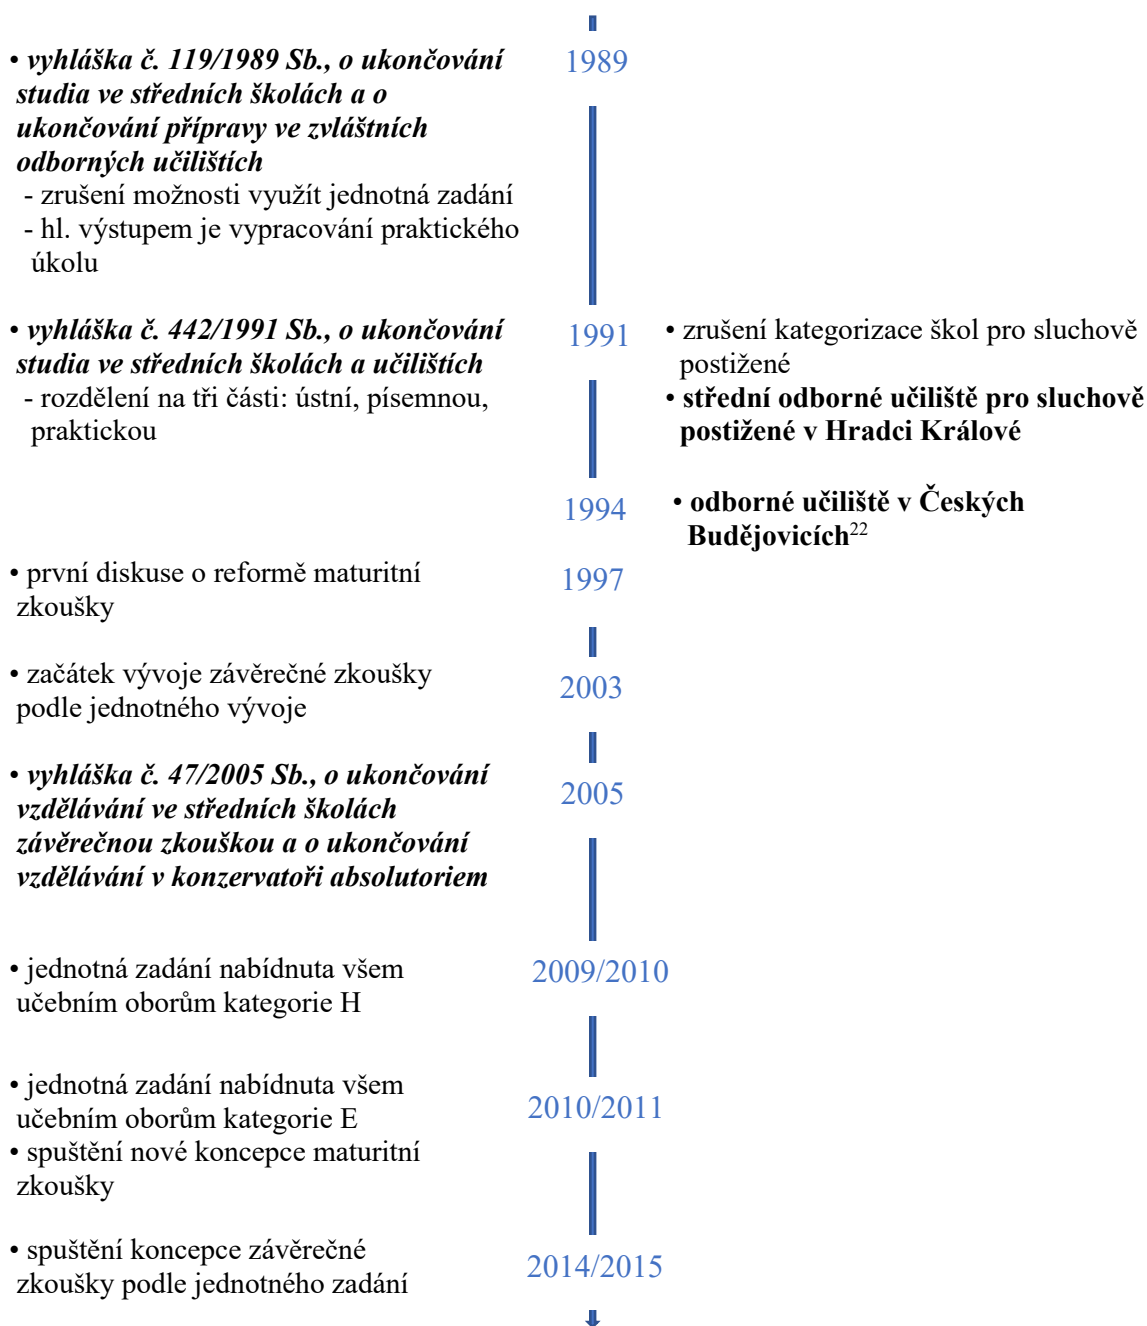 1989
• vyhláška č. 119/1989 Sb., o ukončování
studia ve středních školách a o
ukončování přípravy ve zvláštních
odborných učilištích
- zrušení možnosti využít jednotná zadání
- hl. výstupem je vypracování praktického
úkolu
• vyhláška č. 442/1991 Sb., o ukončování
studia ve středních školách a učilištích
- rozdělení na tři části: ústní, písemnou,
praktickou
1991
• zrušení kategorizace škol pro sluchově
postižené
• střední odborné učiliště pro sluchově
postižené v Hradci Králové
1994
• odborné učiliště v Českých
Budějovicích22
• první diskuse o reformě maturitní
zkoušky
1997
• začátek vývoje závěrečné zkoušky
podle jednotného vývoje
2003
• vyhláška č. 47/2005 Sb., o ukončování
vzdělávání ve středních školách
závěrečnou zkouškou a o ukončování
vzdělávání v konzervatoři absolutoriem
2005
• jednotná zadání nabídnuta všem
učebním oborům kategorie H
2009/2010
• jednotná zadání nabídnuta všem
učebním oborům kategorie E
• spuštění nové koncepce maturitní
zkoušky
2010/2011
• spuštění koncepce závěrečné
zkoušky podle jednotného zadání
2014/2015